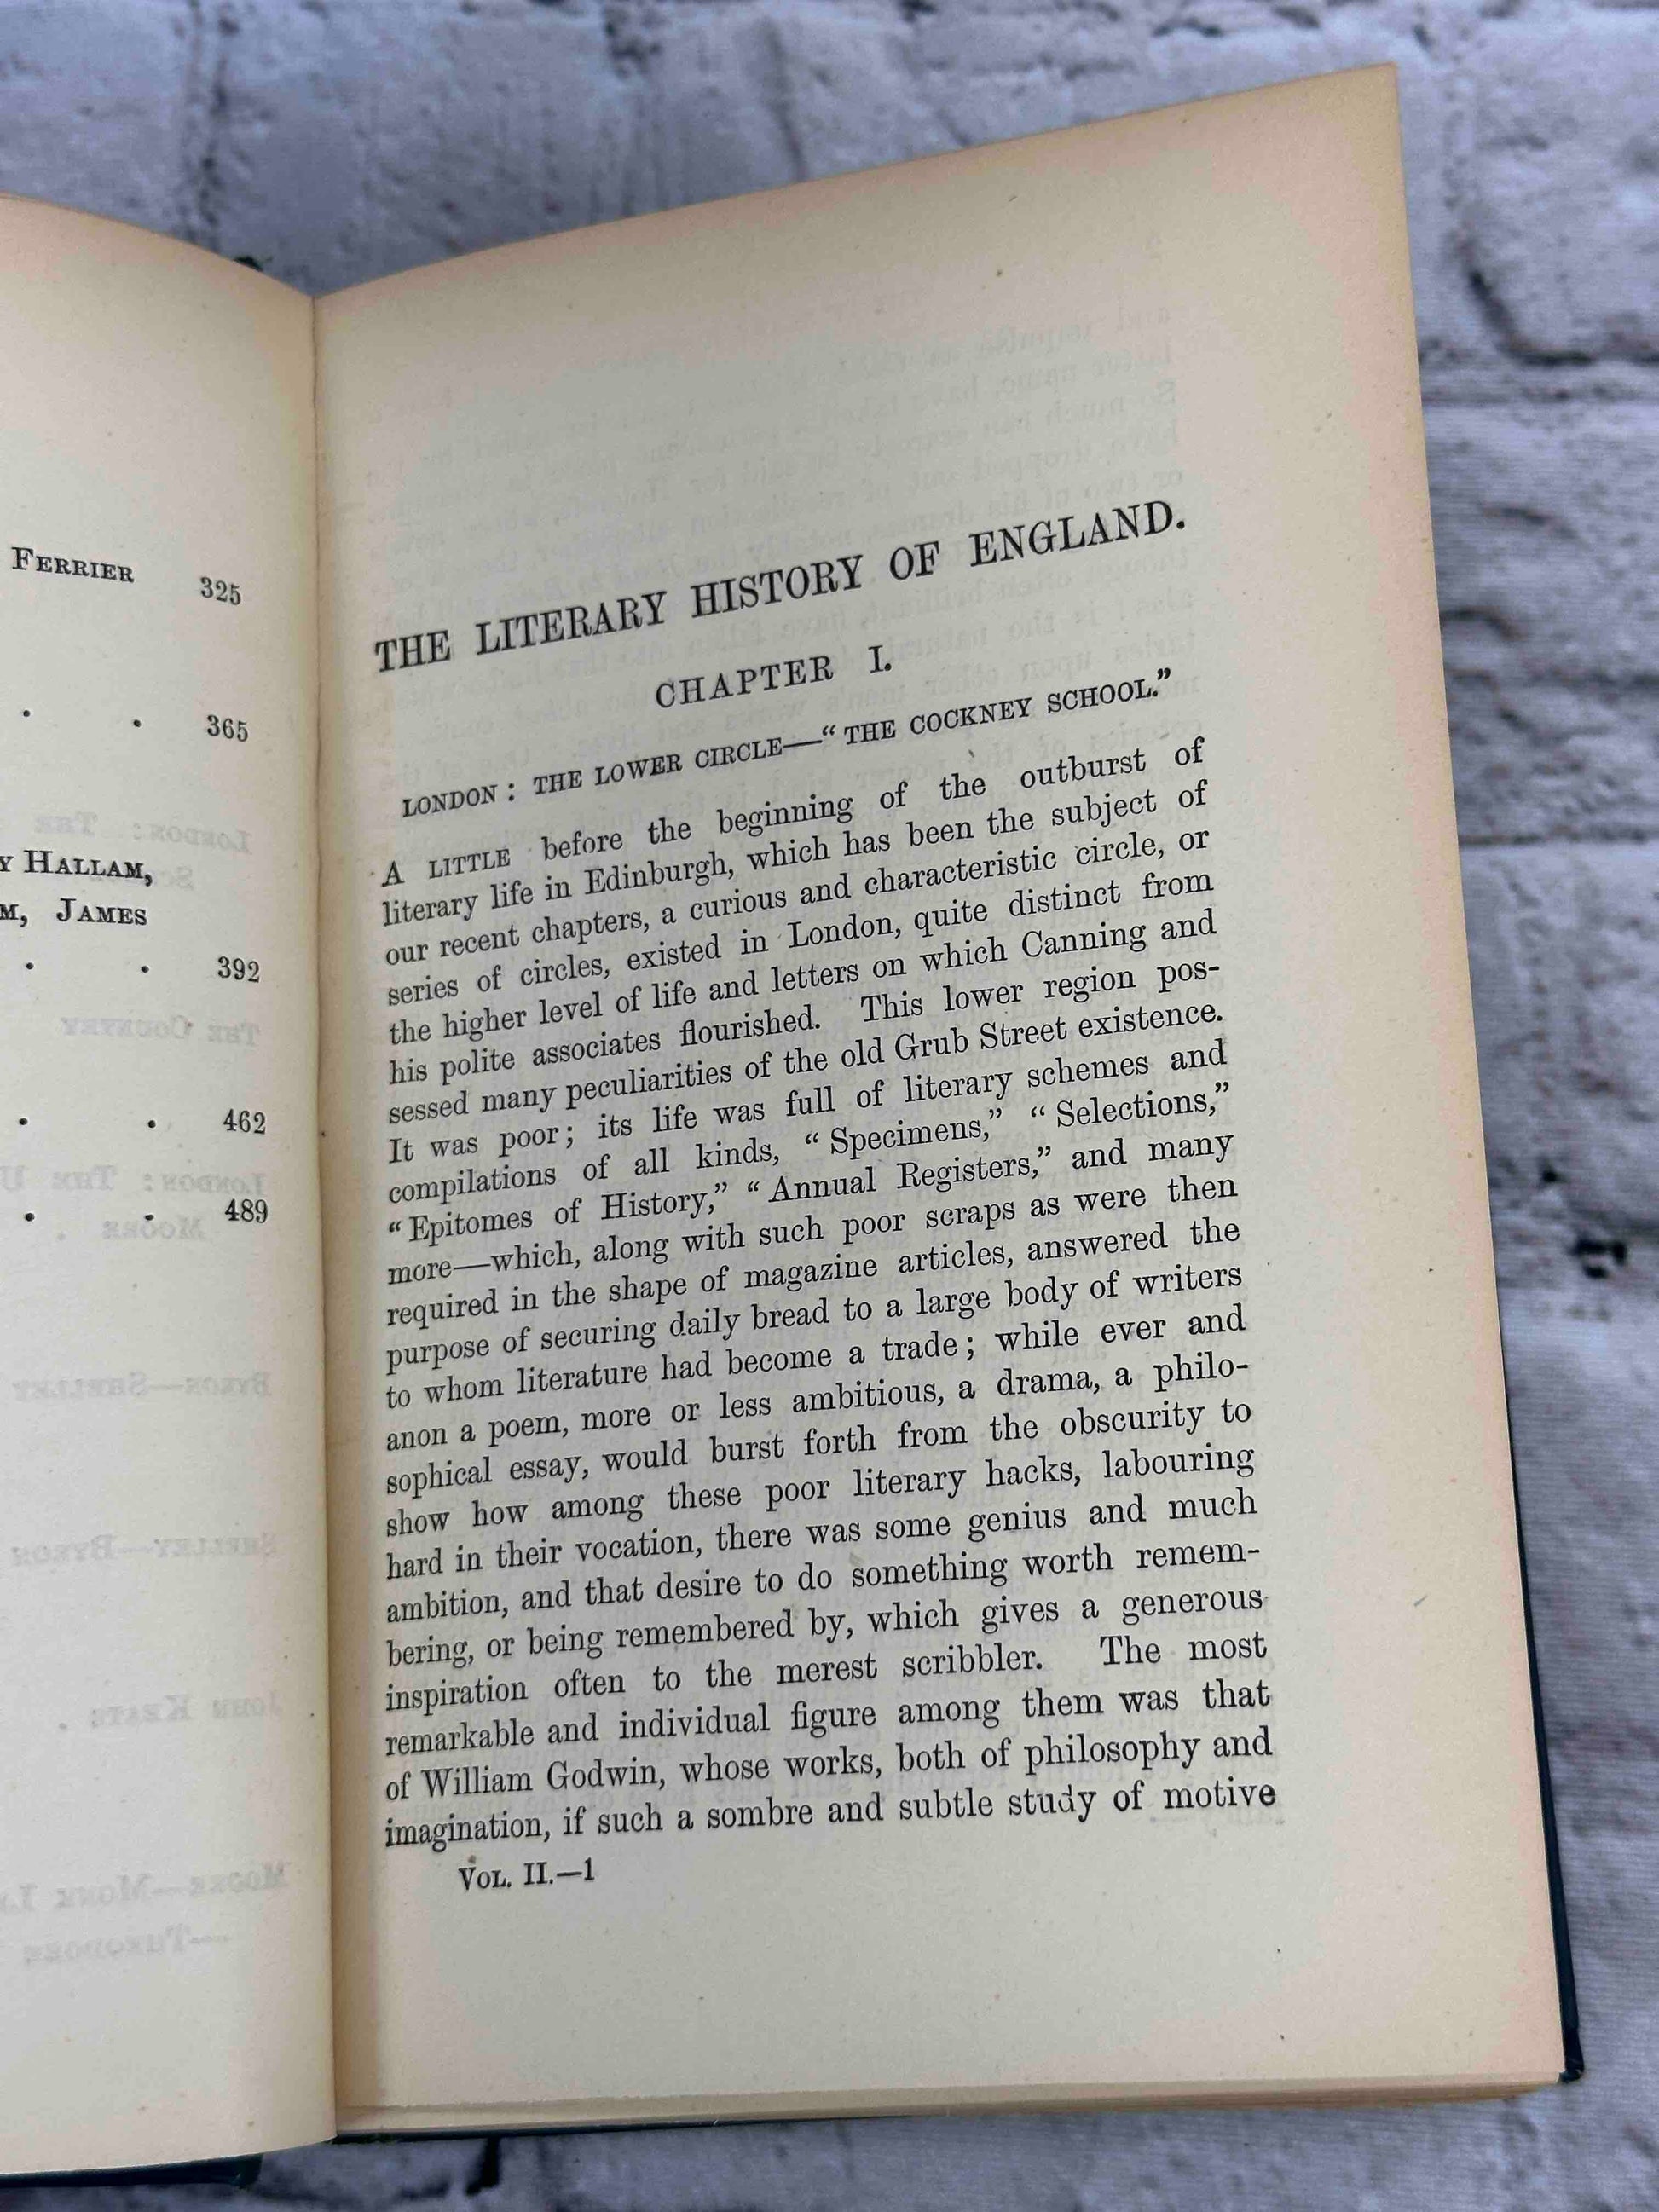 FERRIER 325
. . 365
Y HALLAM,
M, JAMES
. . 392
. . 462
. . 489
THE LITERARY HISTORY OF ENGLAND.
CHAPTER I.
LONDON: THE LOWER CIRCLE—“THE COCKNEY SCHOOL.”
A LITTLE before the beginning of the outburst of
literary life in Edinburgh, which has been the subject of
our recent chapters, a curious and characteristic circle, or
series of circles, existed in London, quite distinct from
the higher level of life and letters on which Canning and
his polite associates flourished. This lower region pos-
sessed many peculiarities of the old Grub Street existence.
It was poor; its life was full of literary schemes and
compilations of all kinds, “Specimens,” “Selections,”
“Epitomes of History,” “Annual Registers,” and many
more—which, along with such poor scraps as were then
required in the shape of magazine articles, answered the
purpose of securing daily bread to a large body of writers
to whom literature had become a trade; while ever and
anon a poem, more or less ambitious, a drama, a philo-
sophical essay, would burst forth from the obscurity to
show how among these poor literary hacks, labouring
hard in their vocation, there was some genius and much
ambition, and that desire to do something worth remem-
bering, or being remembered by, which gives a generous
inspiration often to the merest scribbler. The most
remarkable and individual figure among them was that
of William Godwin, whose works, both of philosophy and
imagination, if such a sombre and subtle study of motive
VOL. II.—1